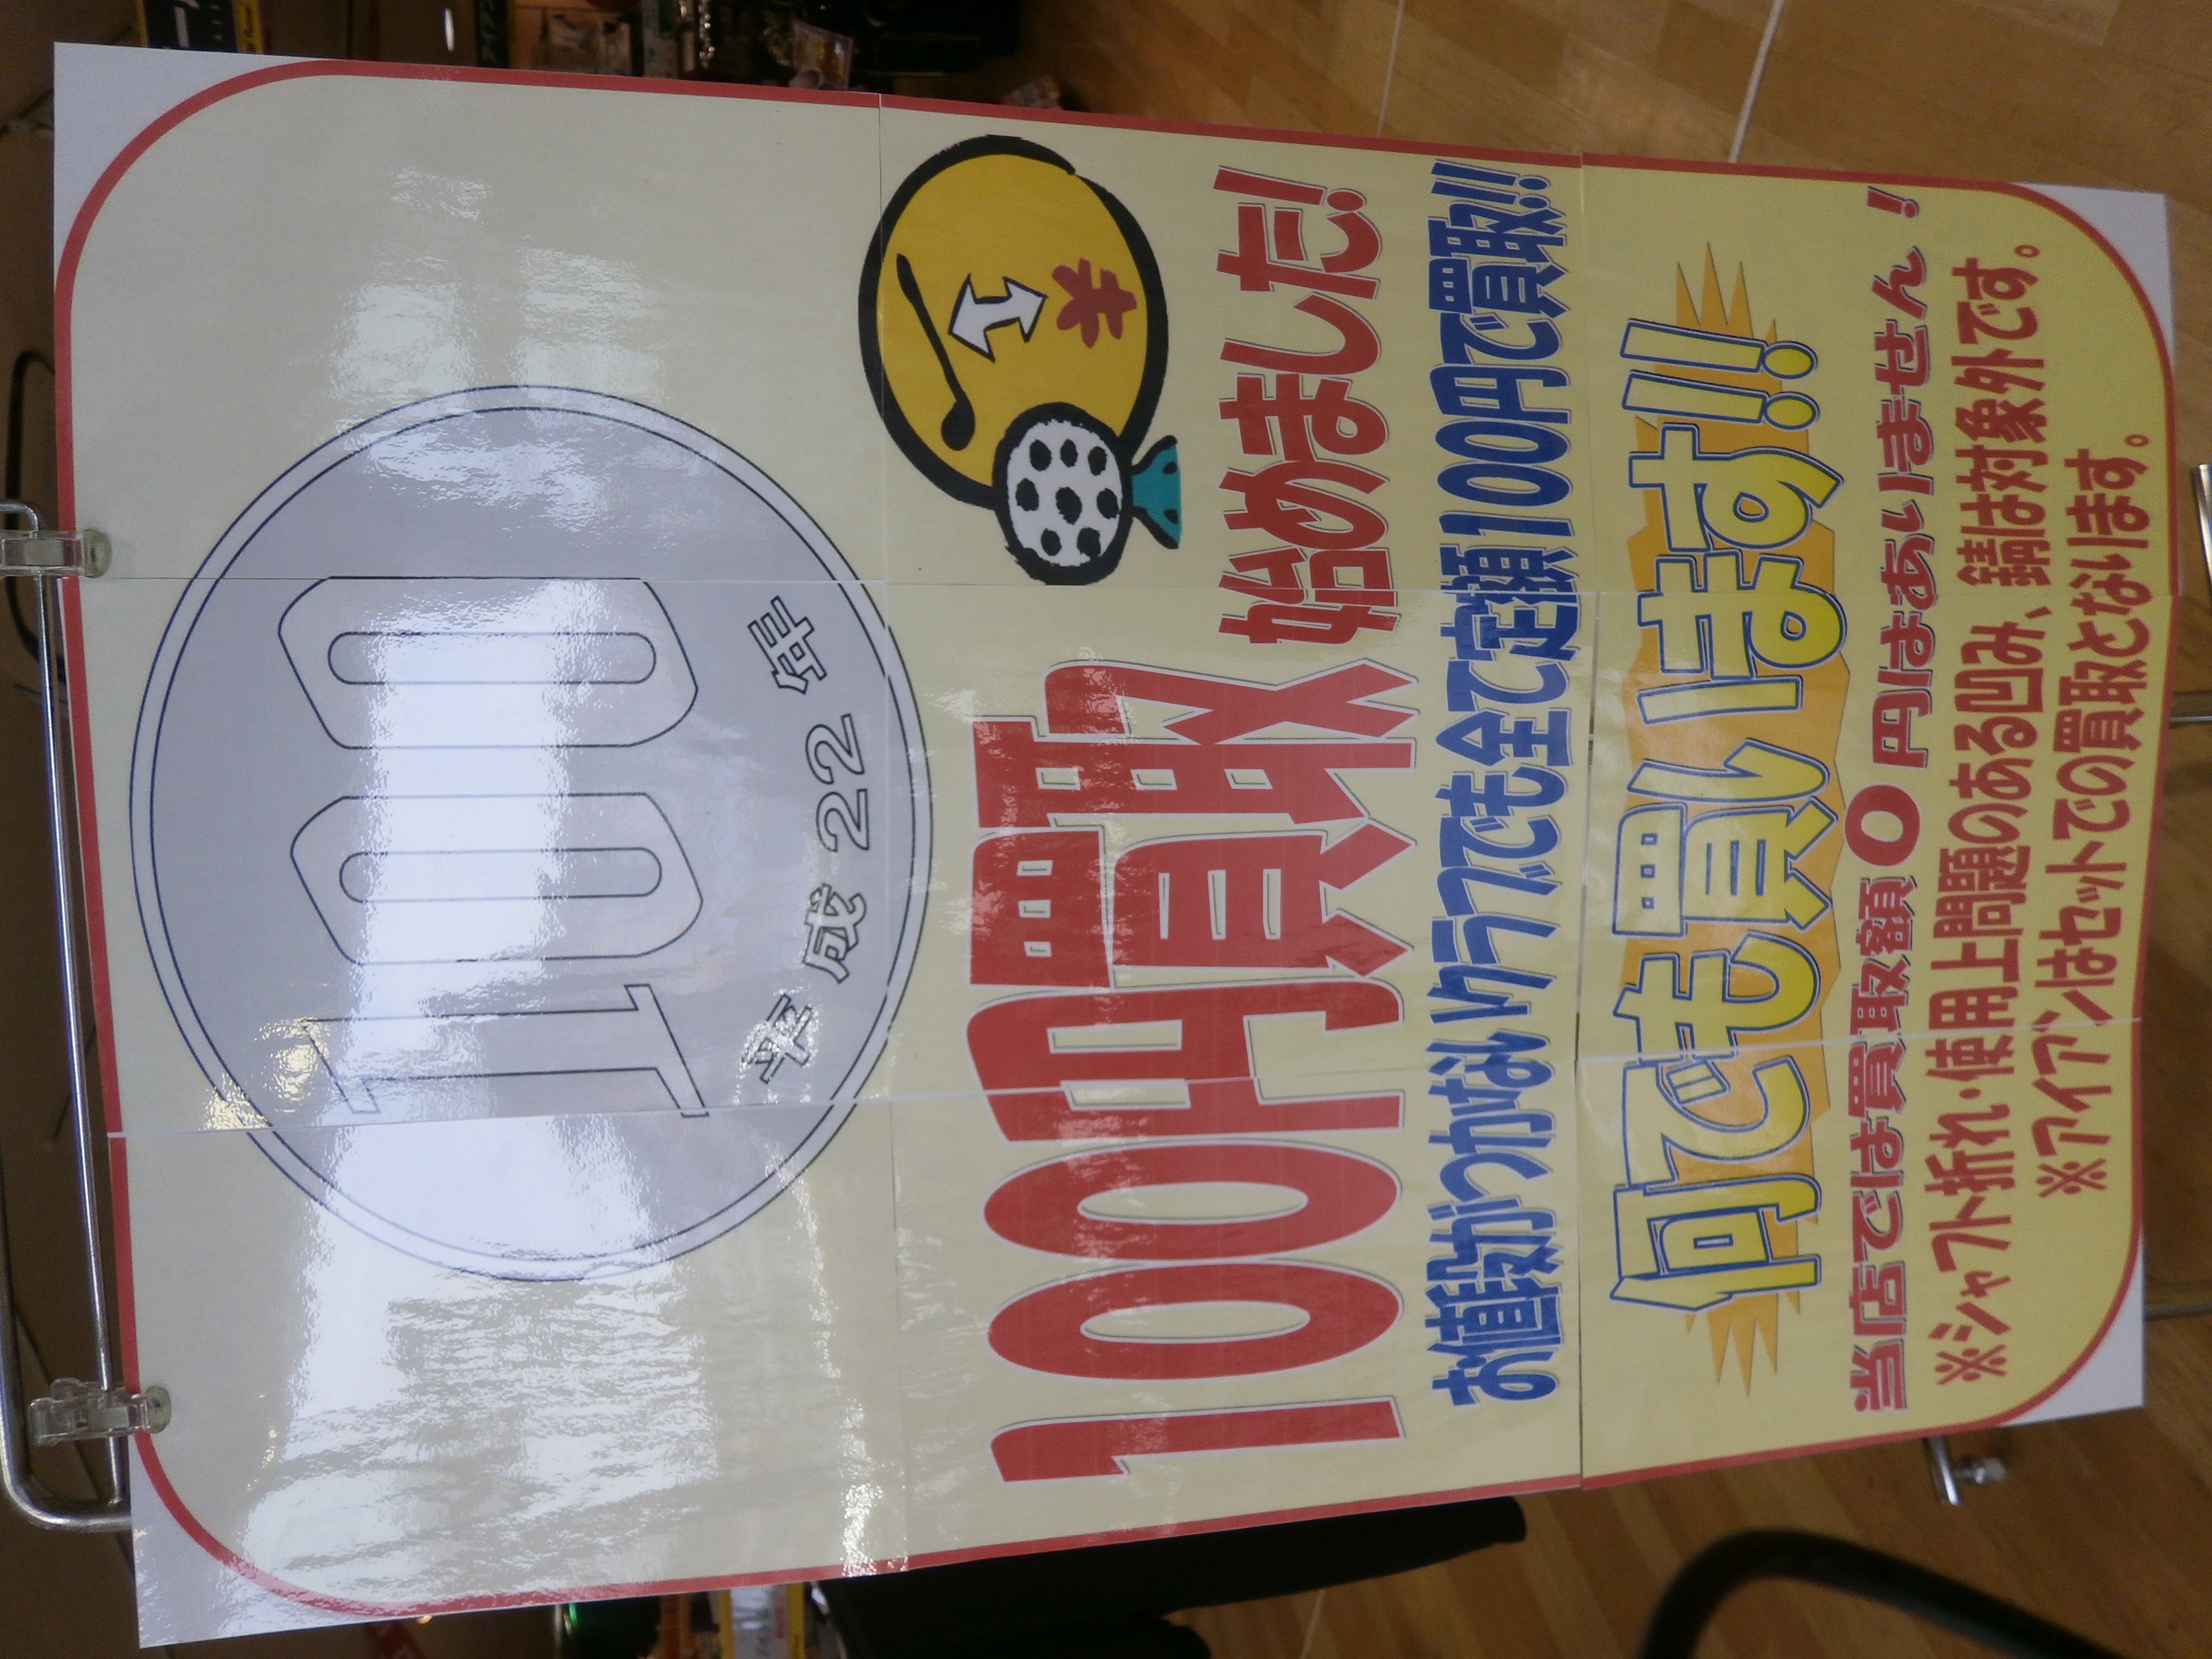 100
平成22年
100円買取 始めました!
お値段がつかないクラブでも全て定額100円で買取!!
何でも買います!!
当店では買取額0円はありません!
※シャフト折れ・使用上問題のある凹み、錆は対象外です。
※アイアンはセットでの買取となります。